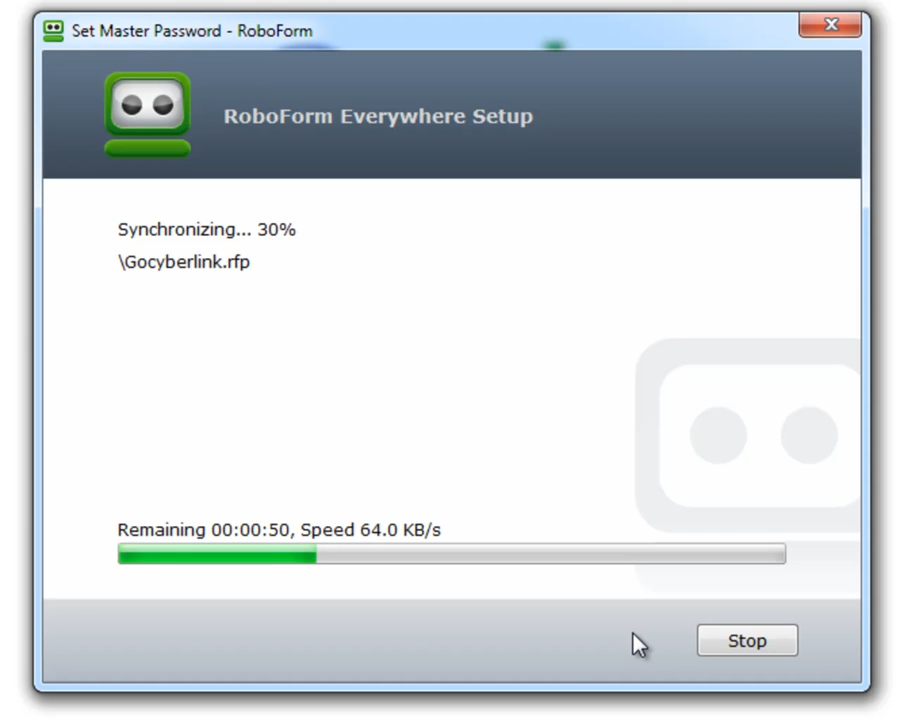 Set Master Password - RoboForm
RoboForm Everywhere Setup
Synchronizing... 30%
\Gocyberlink.rfp
Remaining 00:00:50, Speed 64.0 KB/s
Stop